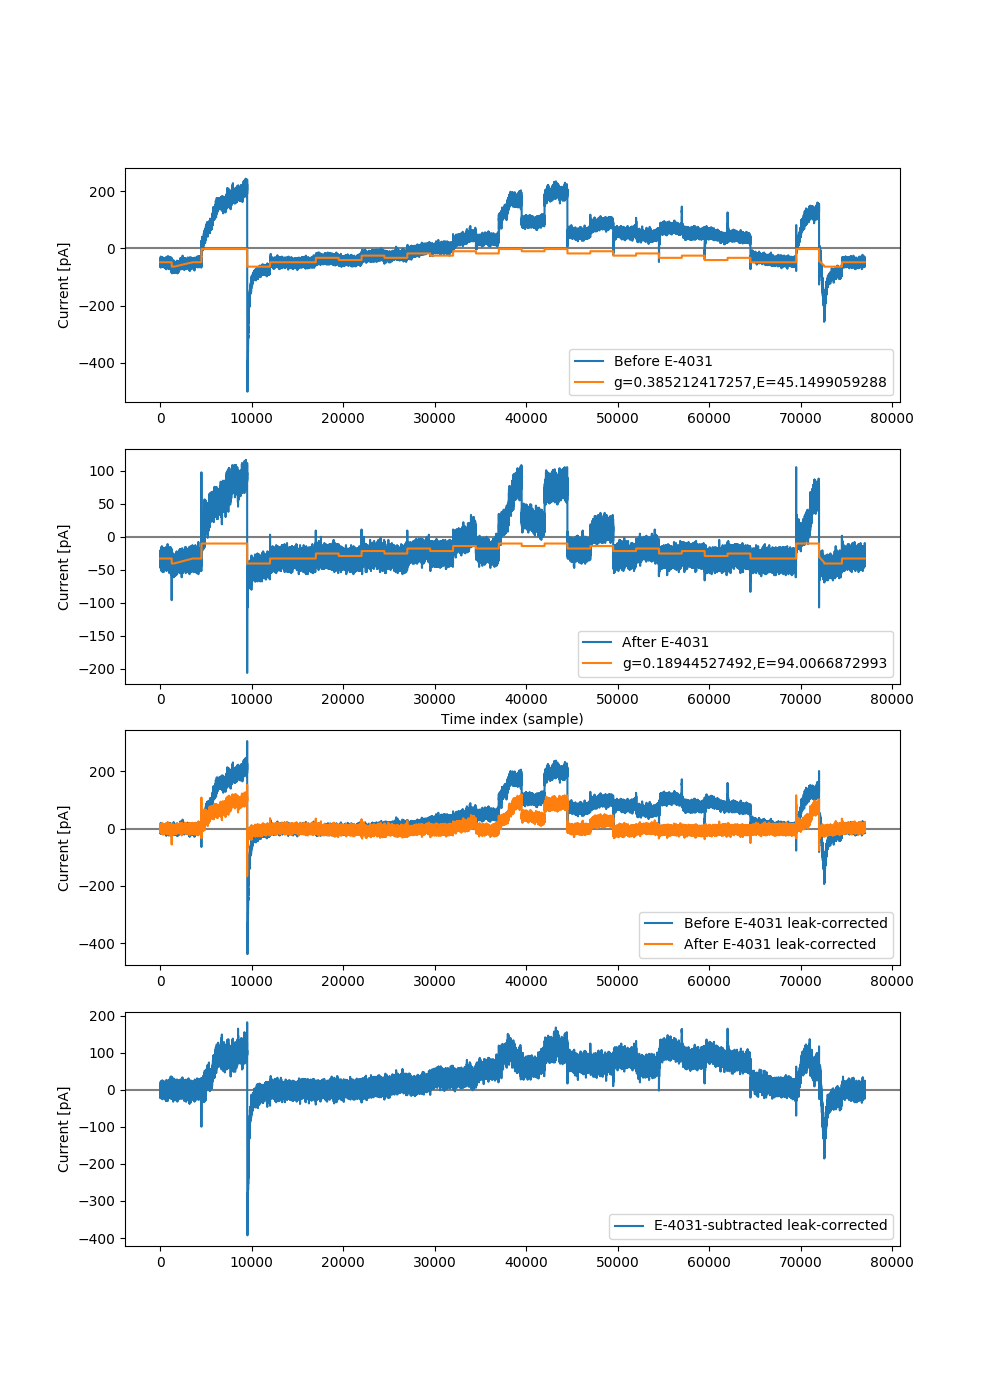 200
0
−200
−400
Current [pA]
Before E-4031
g=0.385212417257,E=45.1499059288
0 10000 20000 30000 40000 50000 60000 70000 80000
100
50
0
−50
−100
−150
−200
Current [pA]
After E-4031
g=0.18944527492,E=94.0066872993
0 10000 20000 30000 40000 50000 60000 70000 80000
Time index (sample)
200
0
−200
−400
Current [pA]
Before E-4031 leak-corrected
After E-4031 leak-corrected
0 10000 20000 30000 40000 50000 60000 70000 80000
200
100
0
−100
−200
−300
−400
Current [pA]
E-4031-subtracted leak-corrected
0 10000 20000 30000 40000 50000 60000 70000 80000